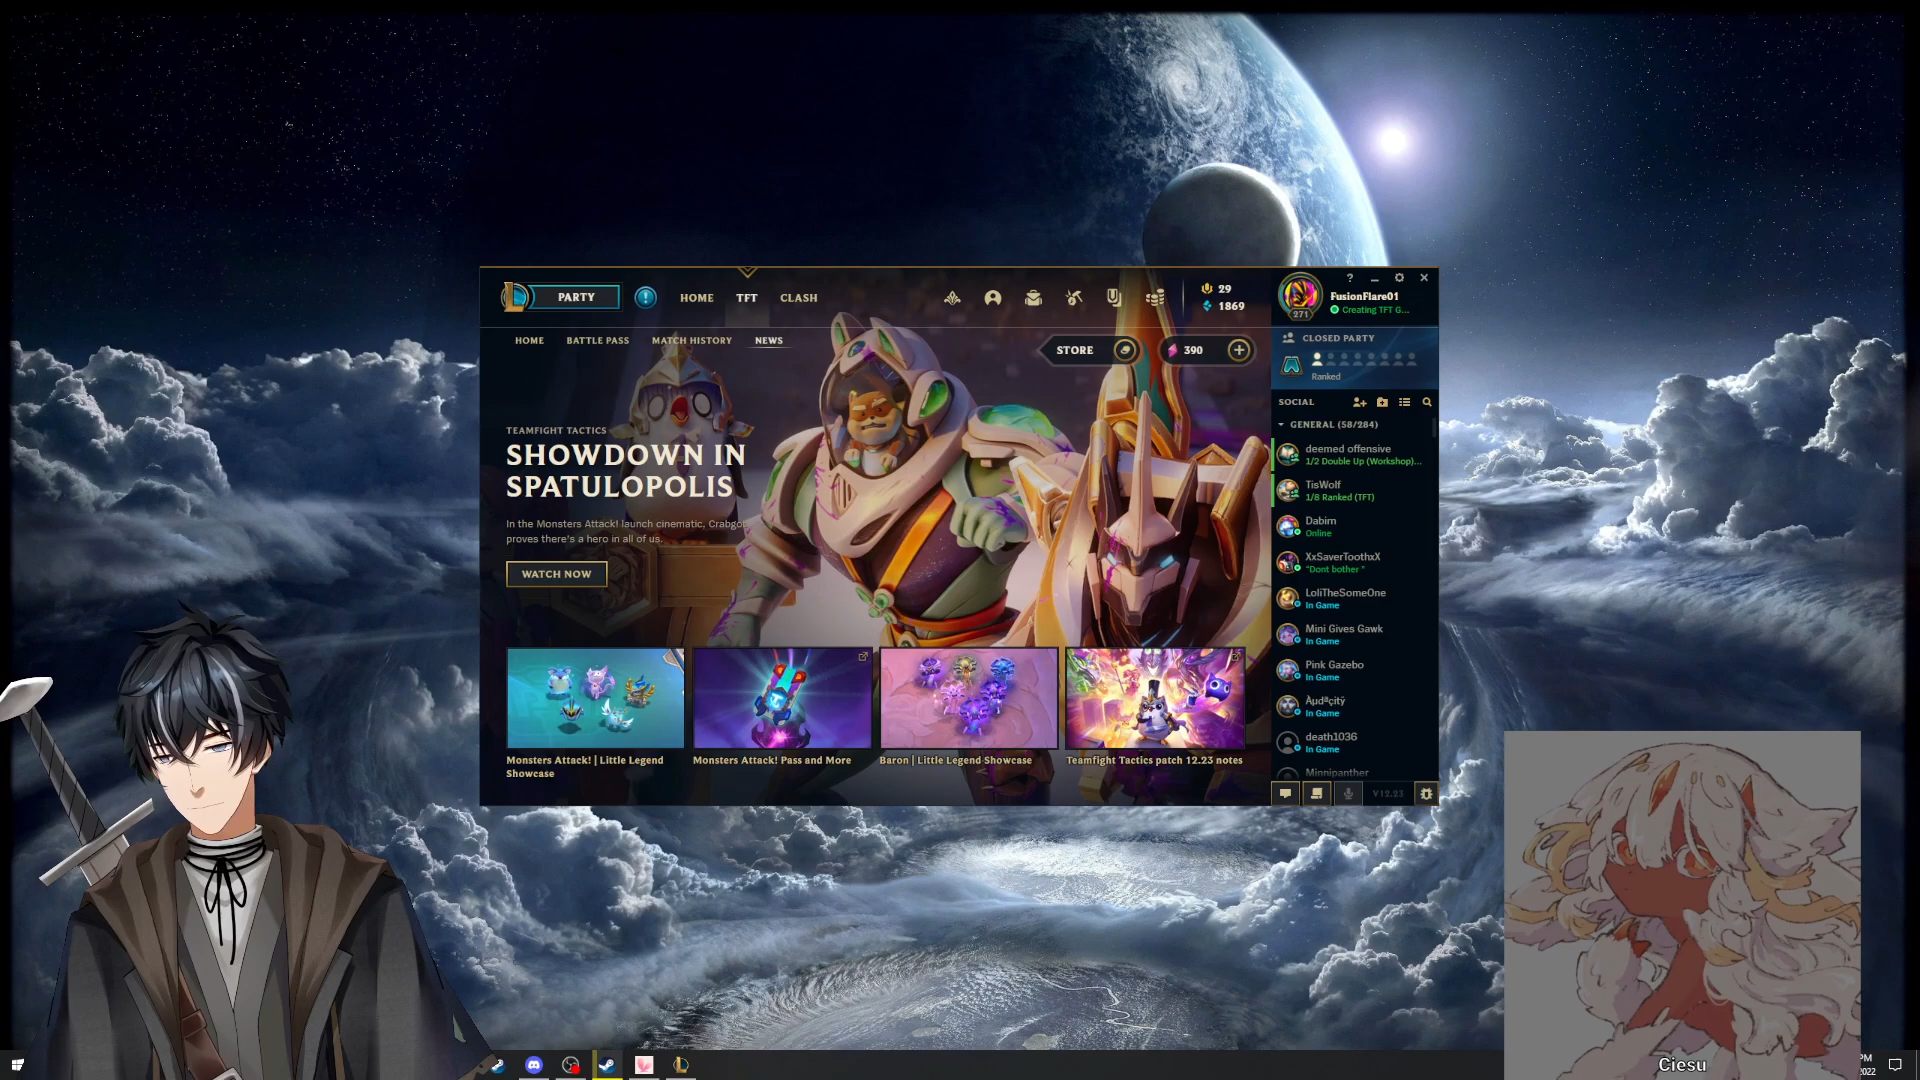 PARTY
HOME
TFT
CLASH
29
1869
271
FusionFlare01
Creating TFT G...
HOME
BATTLE PASS
MATCH HISTORY
NEWS
STORE
390
CLOSED PARTY
Ranked
TEAMFIGHT TACTICS
SHOWDOWN IN
SPATULOPOLIS
In the Monsters Attack! launch cinematic, Crabgot
proves there's a hero in all of us.
WATCH NOW
Monsters Attack! | Little Legend
Showcase
Monsters Attack! Pass and More
Baron | Little Legend Showcase
Teamfight Tactics patch 12.23 notes
SOCIAL
GENERAL (58/284)
deemed offensive
1/2 Double Up (Workshop)...
TisWolf
1/8 Ranked (TFT)
Dabirn
Online
XxSaverToothxX
"Dont bother "
LoliTheSomeOne
In Game
Mini Gives Gawk
In Game
Pink Gazebo
In Game
Àµdªçïtÿ
In Game
death1036
In Game
Minnipanther
V12.23
Ciesu
PM
2022